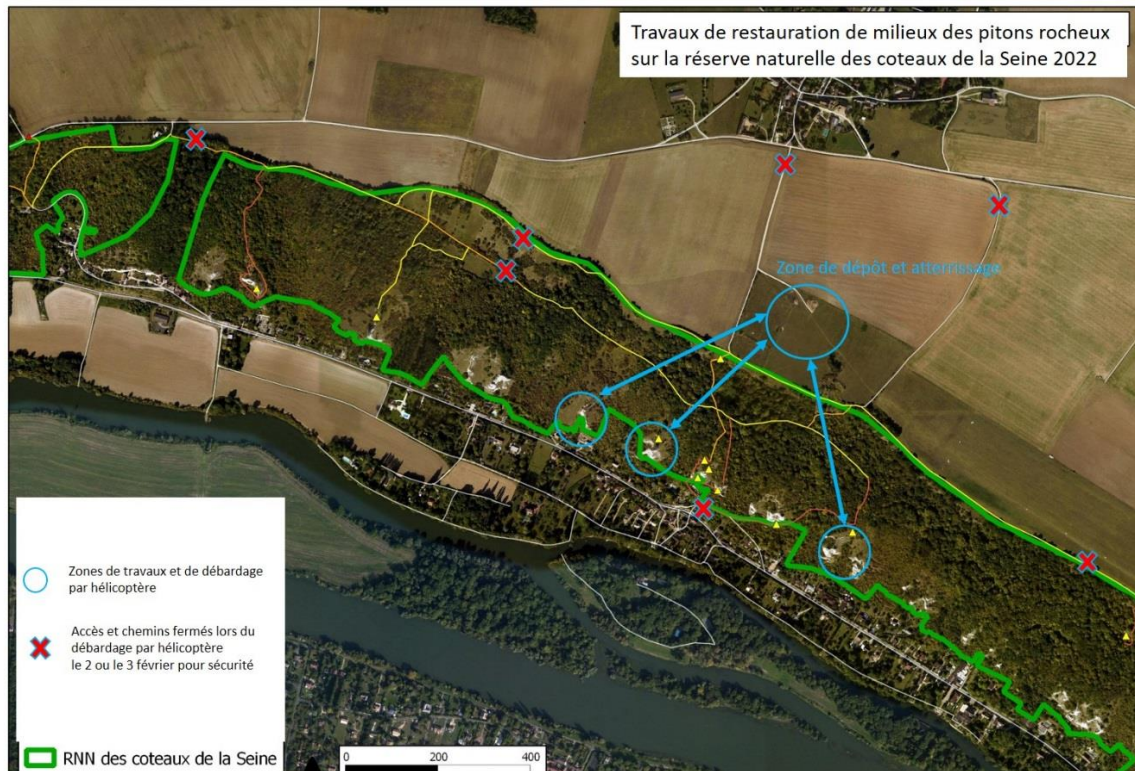 Travaux de restauration de milieux des pitons rocheux
sur la réserve naturelle des coteaux de la Seine 2022
Zone de dépôt et atterrissage
Zones de travaux et de débardage
par hélicoptère
Accès et chemins fermés lors du
débardage par hélicoptère
le 2 ou le 3 février pour sécurité
RNN des coteaux de la Seine
0 200 400